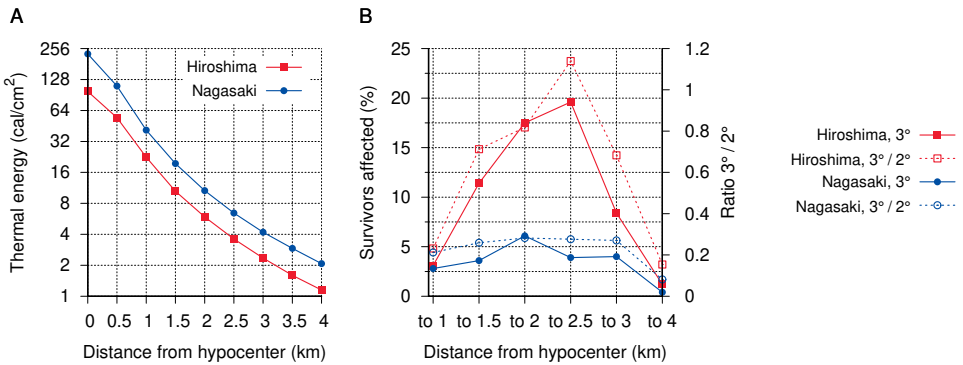 A
Thermal energy (cal/cm²)
256
128
64
32
16
8
4
2
1
Hiroshima
Nagasaki
0 0.5 1 1.5 2 2.5 3 3.5 4
Distance from hypocenter (km)
B
Survivors affected (%)
25
20
15
10
5
0
1.2
1
0.8
0.6
0.4
0.2
0
Ratio 3° / 2°
to 1 to 1.5 to 2 to 2.5 to 3 to 4
Distance from hypocenter (km)
Hiroshima, 3°
Hiroshima, 3° / 2°
Nagasaki, 3°
Nagasaki, 3° / 2°